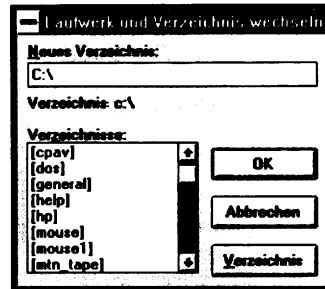 Laufwerk und Verzeichnis wechseln
Neues Verzeichnis:
C:\
Verzeichnis: c:\
Verzeichnisse:
[cpav]
[dos]
[general]
[help]
[hp]
[mouse]
[mouse1]
[mtn_tape]
OK
Abbrechen
Verzeichnis